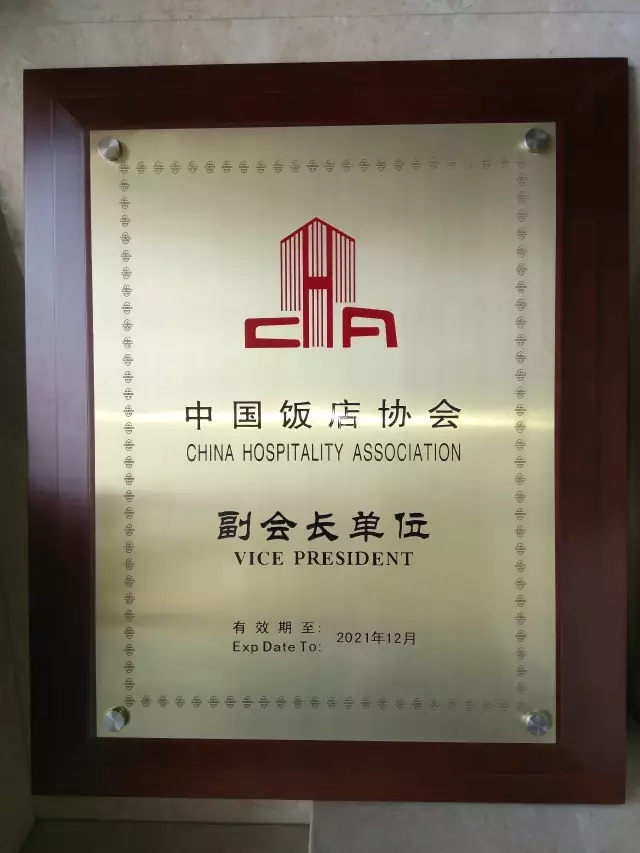 CHA
中国饭店协会
CHINA HOSPITALITY ASSOCIATION
副会长单位
VICE PRESIDENT
有效期至: 2021年12月
Exp Date To: